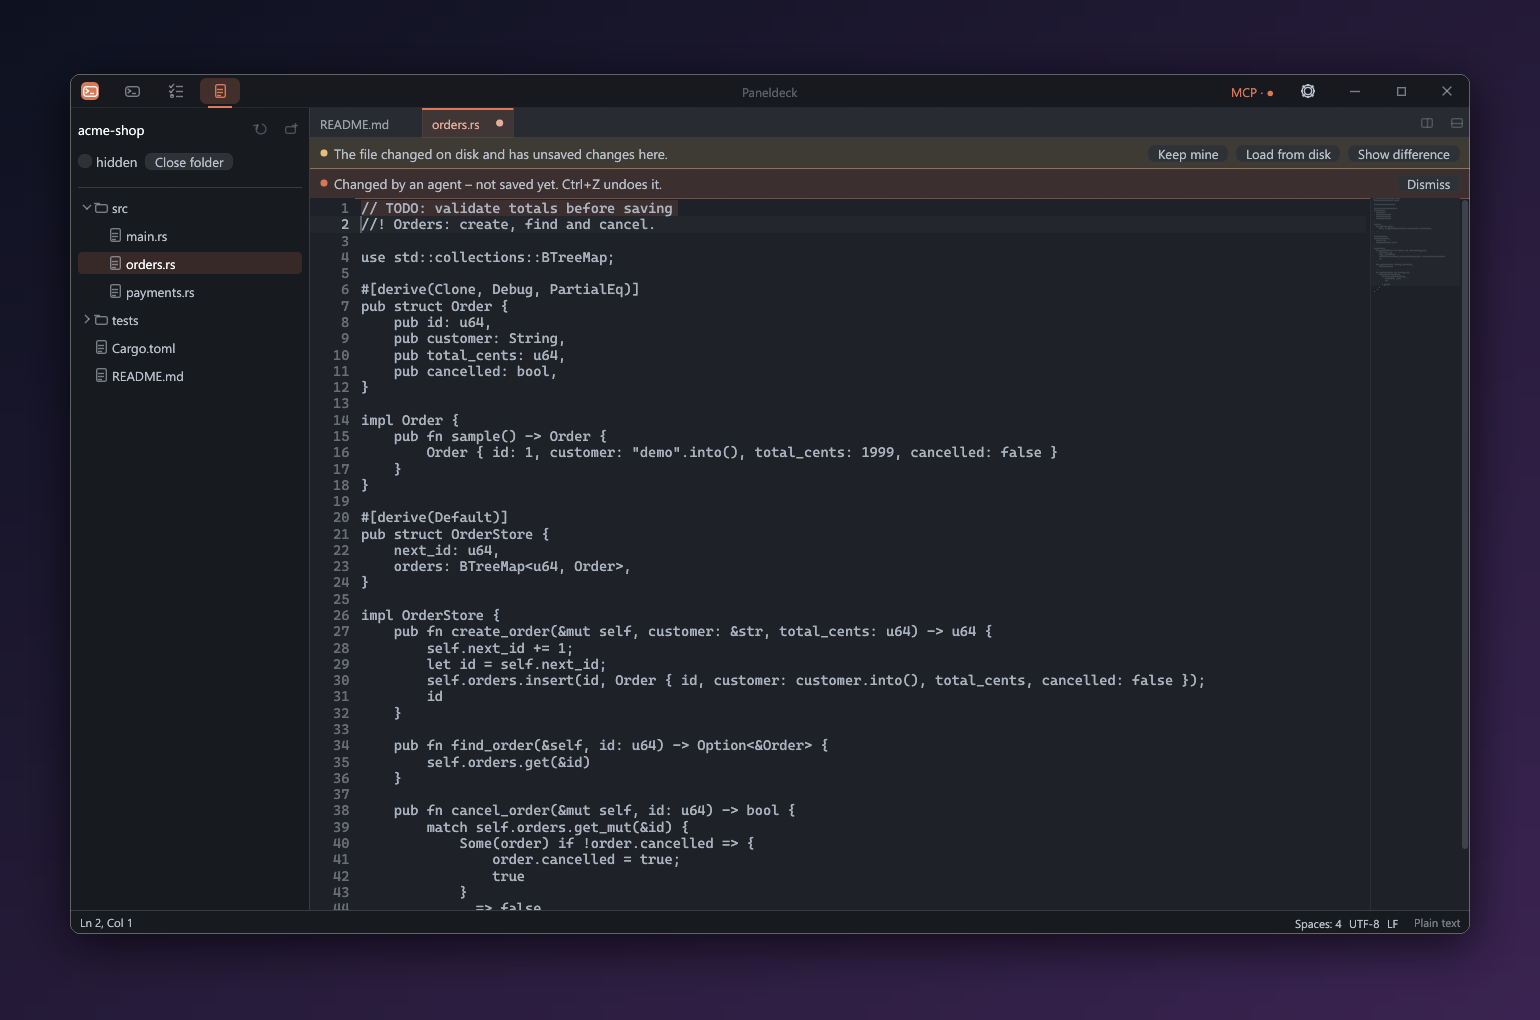 Paneldeck
MCP ·
acme-shop
hidden
Close folder
src
main.rs
orders.rs
payments.rs
tests
Cargo.toml
README.md
README.md
orders.rs
The file changed on disk and has unsaved changes here.
Keep mine
Load from disk
Show difference
Changed by an agent – not saved yet. Ctrl+Z undoes it.
Dismiss
1 // TODO: validate totals before saving
2 //! Orders: create, find and cancel.
3
4 use std::collections::BTreeMap;
5
6 #[derive(Clone, Debug, PartialEq)]
7 pub struct Order {
8     pub id: u64,
9     pub customer: String,
10     pub total_cents: u64,
11     pub cancelled: bool,
12 }
13
14 impl Order {
15     pub fn sample() -> Order {
16         Order { id: 1, customer: "demo".into(), total_cents: 1999, cancelled: false }
17     }
18 }
19
20 #[derive(Default)]
21 pub struct OrderStore {
22     next_id: u64,
23     orders: BTreeMap<u64, Order>,
24 }
25
26 impl OrderStore {
27     pub fn create_order(&mut self, customer: &str, total_cents: u64) -> u64 {
28         self.next_id += 1;
29         let id = self.next_id;
30         self.orders.insert(id, Order { id, customer: customer.into(), total_cents, cancelled: false });
31         id
32     }
33
34     pub fn find_order(&self, id: u64) -> Option<&Order> {
35         self.orders.get(&id)
36     }
37
38     pub fn cancel_order(&mut self, id: u64) -> bool {
39         match self.orders.get_mut(&id) {
40             Some(order) if !order.cancelled => {
41                 order.cancelled = true;
42                 true
43             }
44             => false
Ln 2, Col 1
Spaces: 4
UTF-8
LF
Plain text